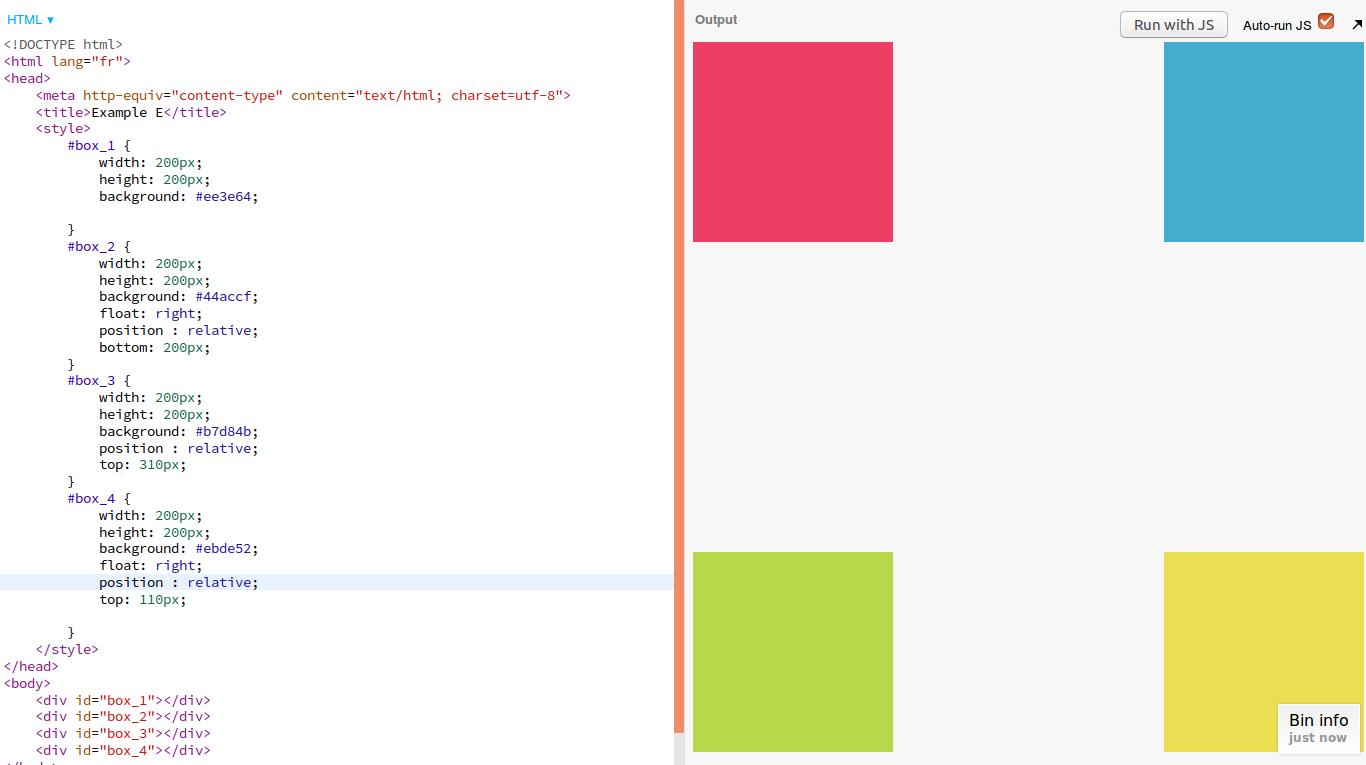 HTML ▾
<!DOCTYPE html>
<html lang="fr">
<head>
    <meta http-equiv="content-type" content="text/html; charset=utf-8">
    <title>Example E</title>
    <style>
        #box_1 {
            width: 200px;
            height: 200px;
            background: #ee3e64;
        }
        #box_2 {
            width: 200px;
            height: 200px;
            background: #44accf;
            float: right;
            position : relative;
            bottom: 200px;
        }
        #box_3 {
            width: 200px;
            height: 200px;
            background: #b7d84b;
            position : relative;
            top: 310px;
        }
        #box_4 {
            width: 200px;
            height: 200px;
            background: #ebde52;
            float: right;
            position : relative;
            top: 110px;
        }
    </style>
</head>
<body>
    <div id="box_1"></div>
    <div id="box_2"></div>
    <div id="box_3"></div>
    <div id="box_4"></div>
Output
Run with JS
Auto-run JS
Bin info
just now